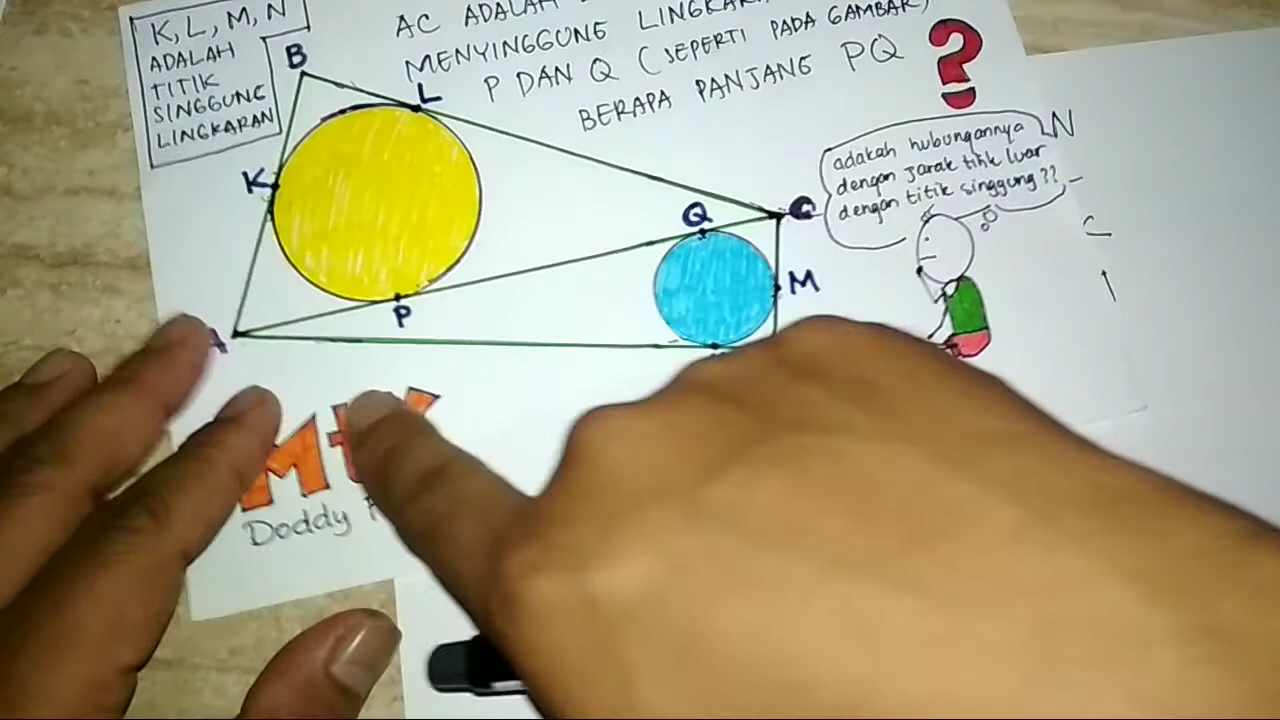 K, L, M, N
ADALAH
TITIK
SINGGUNG
LINGKARAN
AC ADALAH
MENYINGGUNG LINGKARAN
P DAN Q (SEPERTI PADA GAMBAR)
BERAPA PANJANG PQ ?
B
L
K
Q
C
M
P
A
N
adakah hubungannya
dengan jarak titik luar
dengan titik singgung??
Doddy